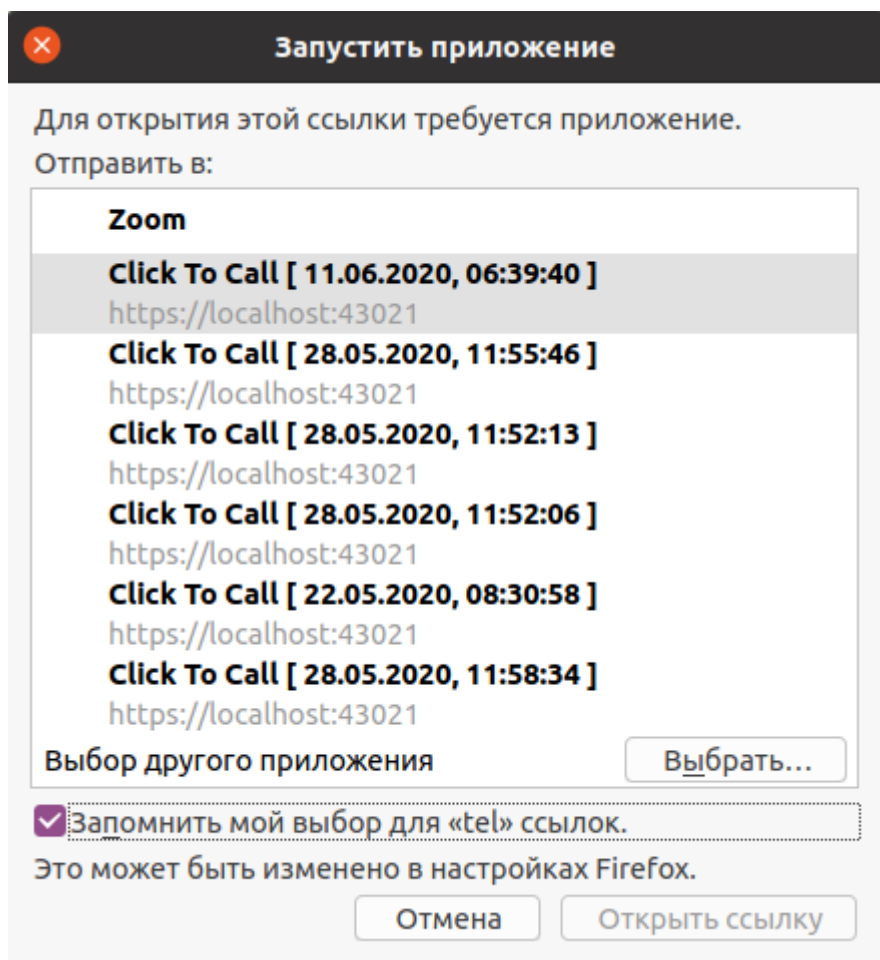 Запустить приложение
Для открытия этой ссылки требуется приложение.
Отправить в:
Zoom
Click To Call [ 11.06.2020, 06:39:40 ]
https://localhost:43021
Click To Call [ 28.05.2020, 11:55:46 ]
https://localhost:43021
Click To Call [ 28.05.2020, 11:52:13 ]
https://localhost:43021
Click To Call [ 28.05.2020, 11:52:06 ]
https://localhost:43021
Click To Call [ 22.05.2020, 08:30:58 ]
https://localhost:43021
Click To Call [ 28.05.2020, 11:58:34 ]
https://localhost:43021
Выбор другого приложения Выбрать...
Запомнить мой выбор для «tel» ссылок.
Это может быть изменено в настройках Firefox.
Отмена Открыть ссылку